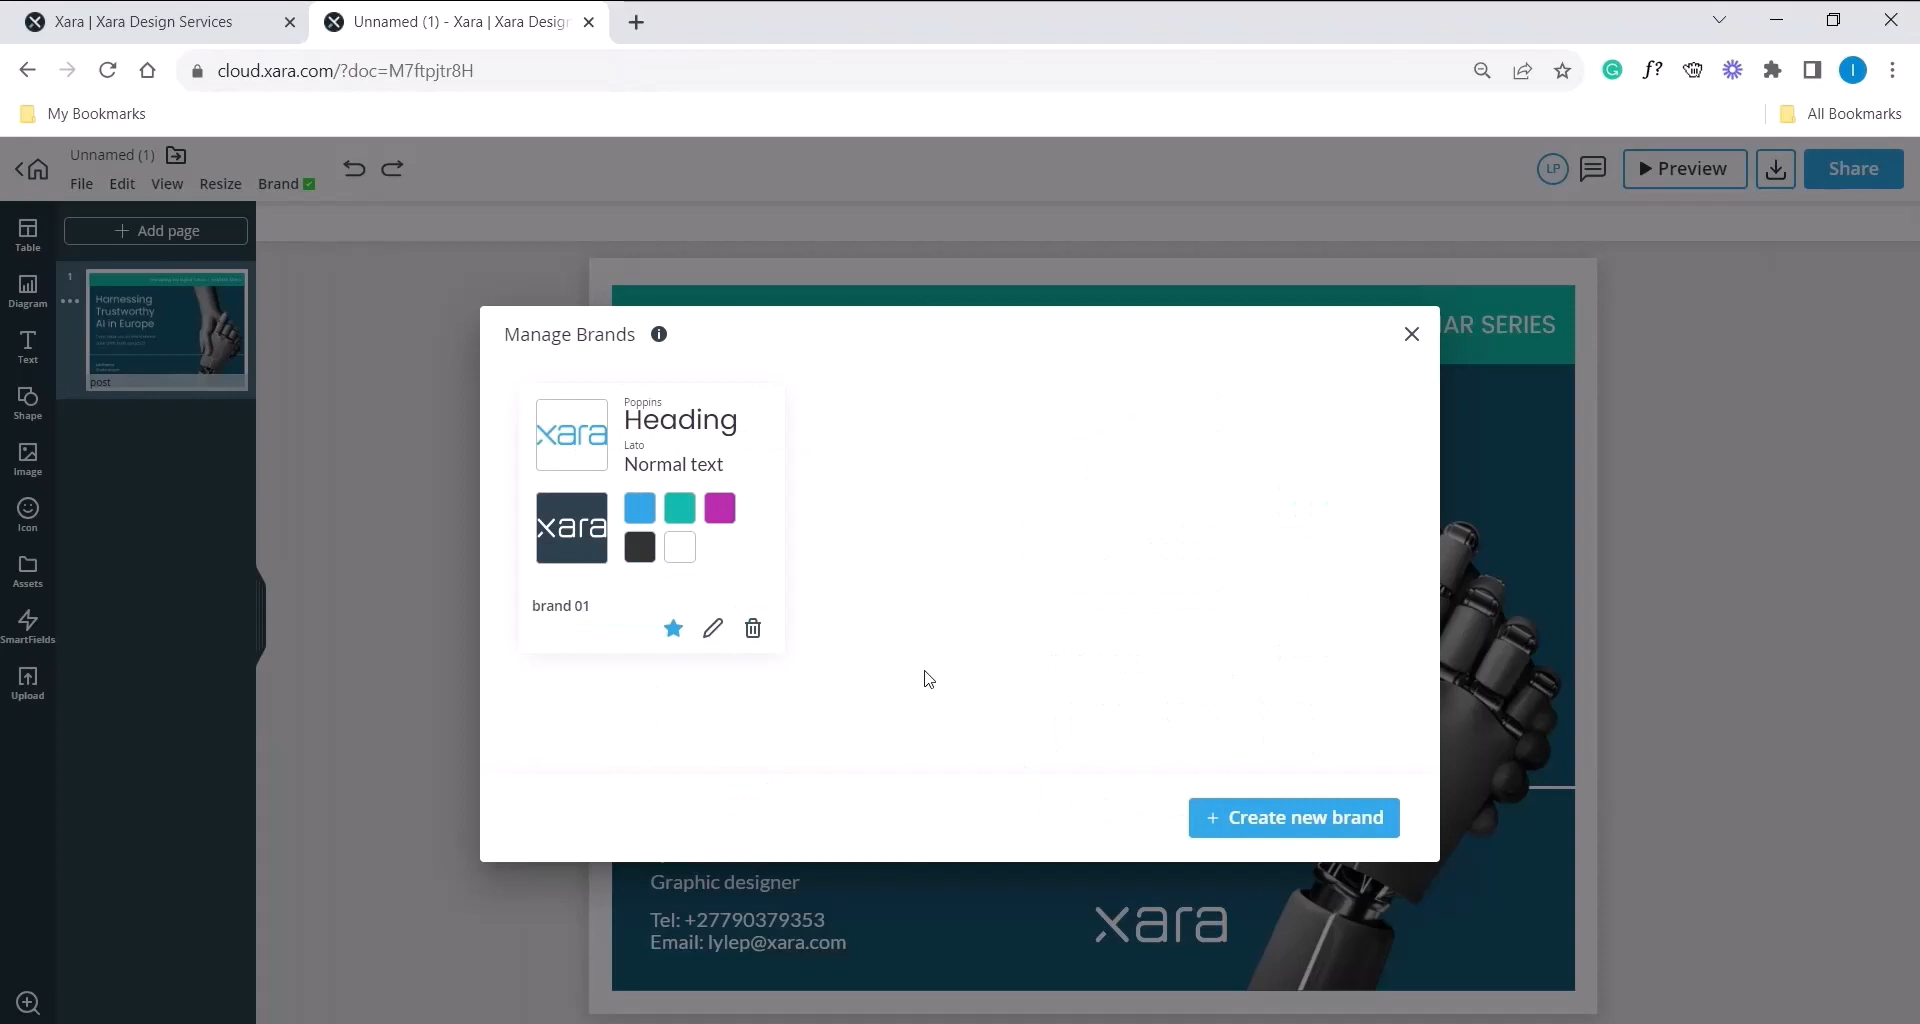 Xara | Xara Design Services
Unnamed (1) - Xara | Xara Desig
cloud.xara.com/?doc=M7ftpjtr8H
f?
I
My Bookmarks
All Bookmarks
Unnamed (1)
File Edit View Resize Brand
LP
Preview
Share
Table
Diagram
Text
Shape
Image
Icon
Assets
SmartFields
Upload
+ Add page
1
Harnessing
Trustworthy
AI in Europe
post
AR SERIES
Manage Brands
xara
Poppins
Heading
Lato
Normal text
xara
brand 01
+ Create new brand
Graphic designer
Tel: +27790379353
Email: lylep@xara.com
xara